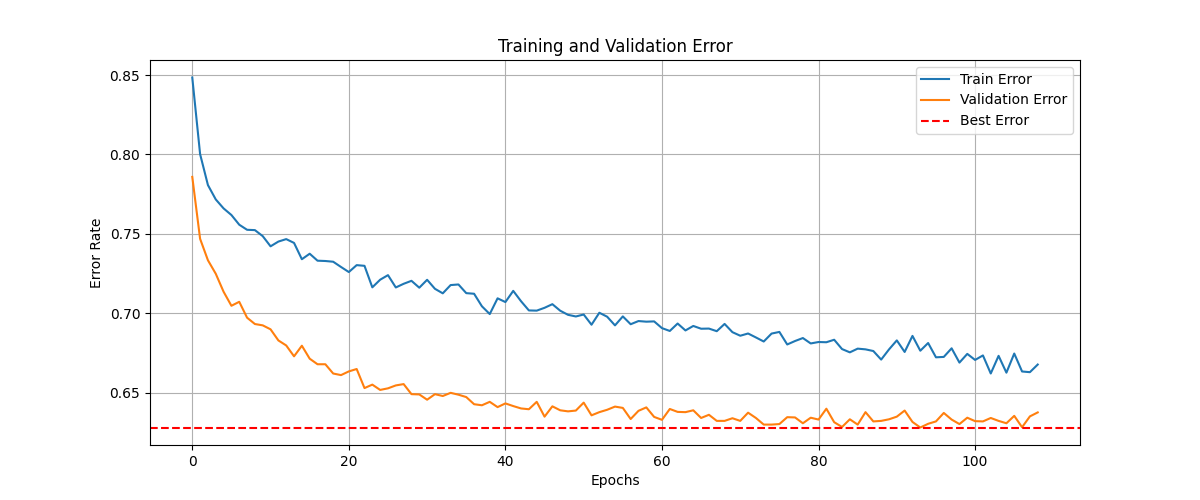 Training and Validation Error
Train Error
Validation Error
Best Error
Error Rate
0.85
0.80
0.75
0.70
0.65
0
20
40
60
80
100
Epochs